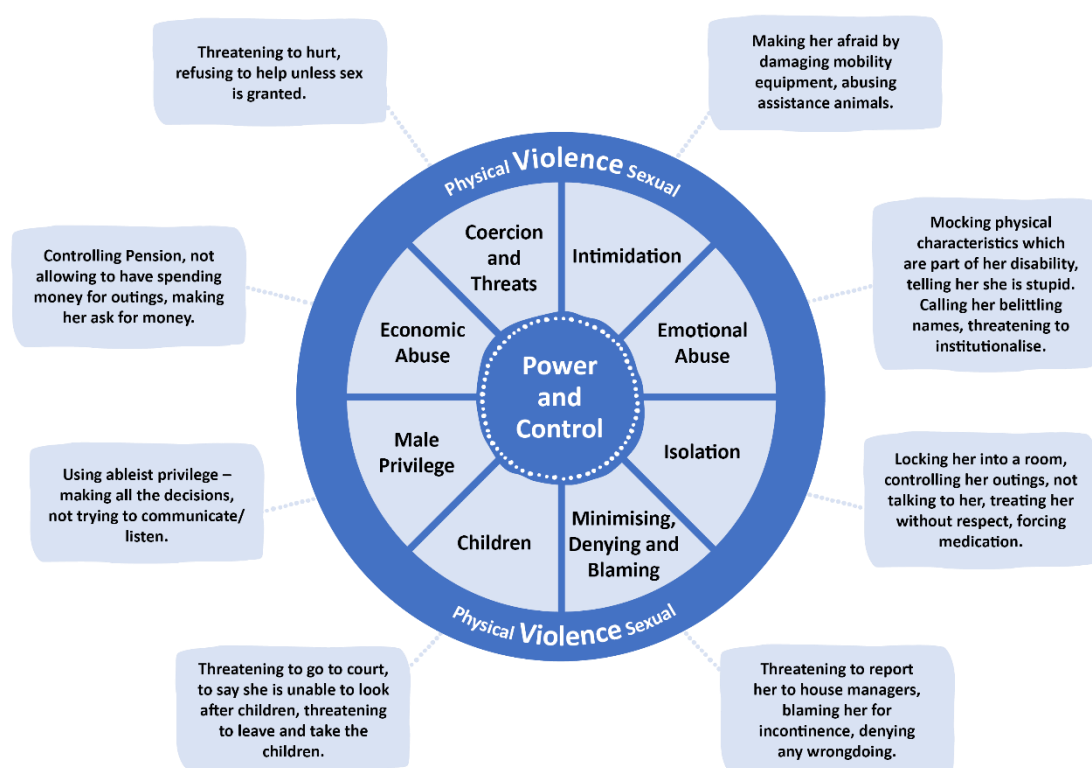 Threatening to hurt,
refusing to help unless sex
is granted.
Making her afraid by
damaging mobility
equipment, abusing
assistance animals.
Physical Violence Sexual
Coercion
and
Threats
Intimidation
Controlling Pension, not
allowing to have spending
money for outings, making
her ask for money.
Mocking physical
characteristics which
are part of her disability,
telling her she is stupid.
Calling her belittling
names, threatening to
institutionalise.
Economic
Abuse
Emotional
Abuse
Power
and
Control
Male
Privilege
Isolation
Using ableist privilege –
making all the decisions,
not trying to communicate/
listen.
Locking her into a room,
controlling her outings, not
talking to her, treating her
without respect, forcing
medication.
Children
Minimising,
Denying and
Blaming
Physical Violence Sexual
Threatening to go to court,
to say she is unable to look
after children, threatening
to leave and take the
children.
Threatening to report
her to house managers,
blaming her for
incontinence, denying
any wrongdoing.